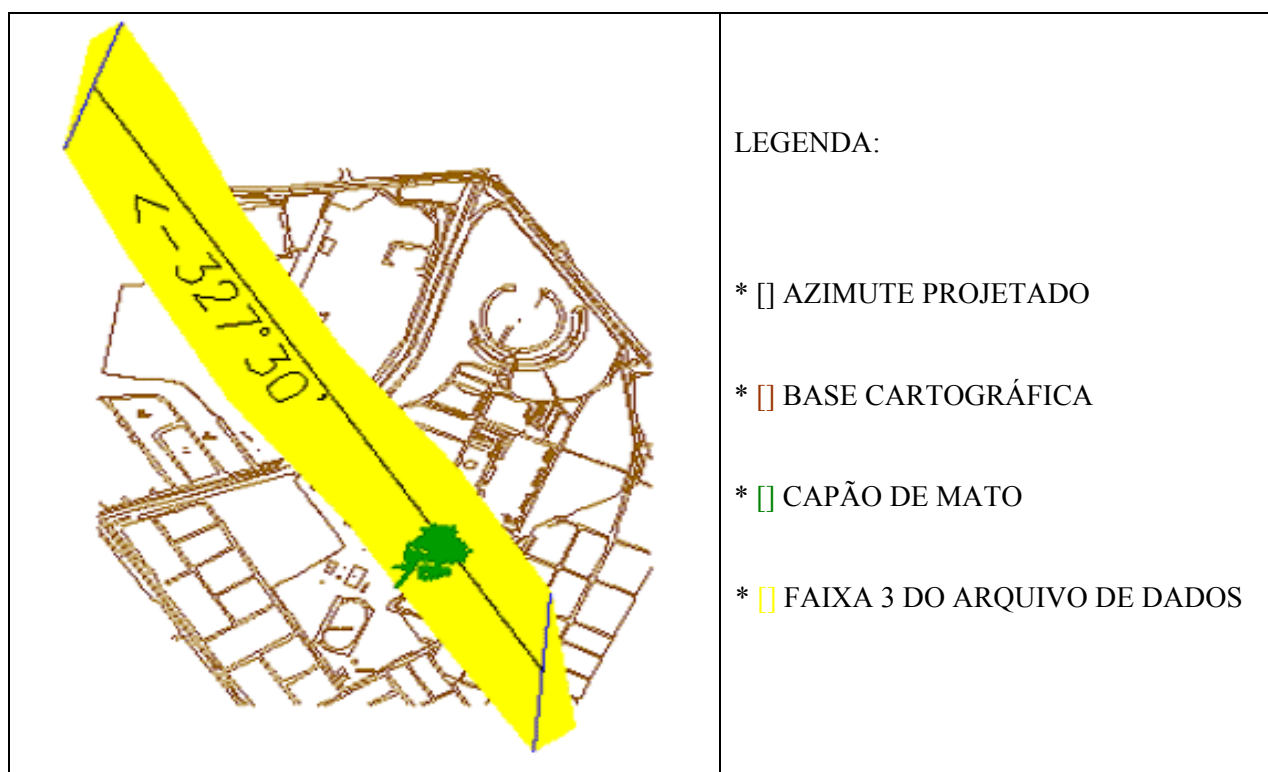 <--327°30'
LEGENDA:
* [] AZIMUTE PROJETADO
* [] BASE CARTOGRÁFICA
* [] CAPÃO DE MATO
* [] FAIXA 3 DO ARQUIVO DE DADOS